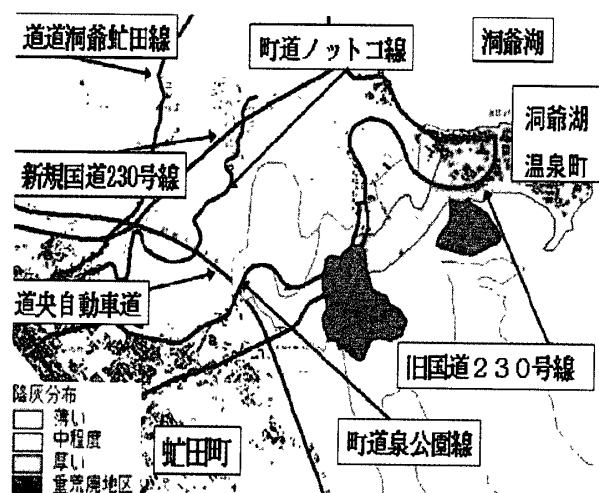 道道洞爺虻田線
町道ノットコ線
洞爺湖
洞爺湖
温泉町
新規国道230号線
道央自動車道
旧国道230号線
降灰分布
薄い
中程度
厚い
重荒廃地区
虻田町
町道泉公園線